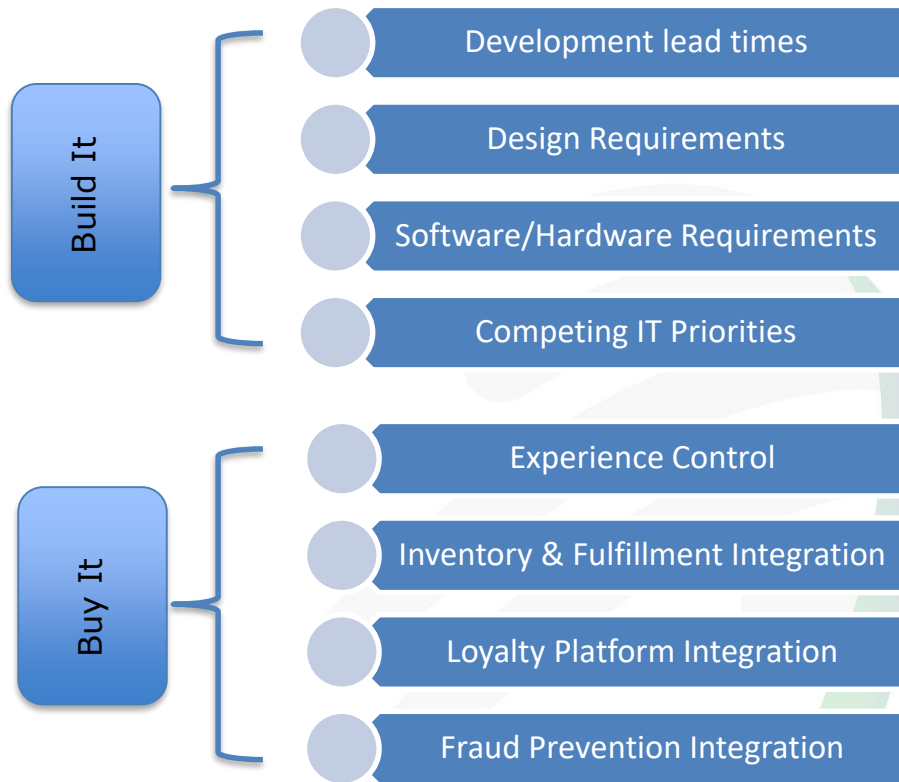 Build It
Development lead times
Design Requirements
Software/Hardware Requirements
Competing IT Priorities
Buy It
Experience Control
Inventory & Fulfillment Integration
Loyalty Platform Integration
Fraud Prevention Integration